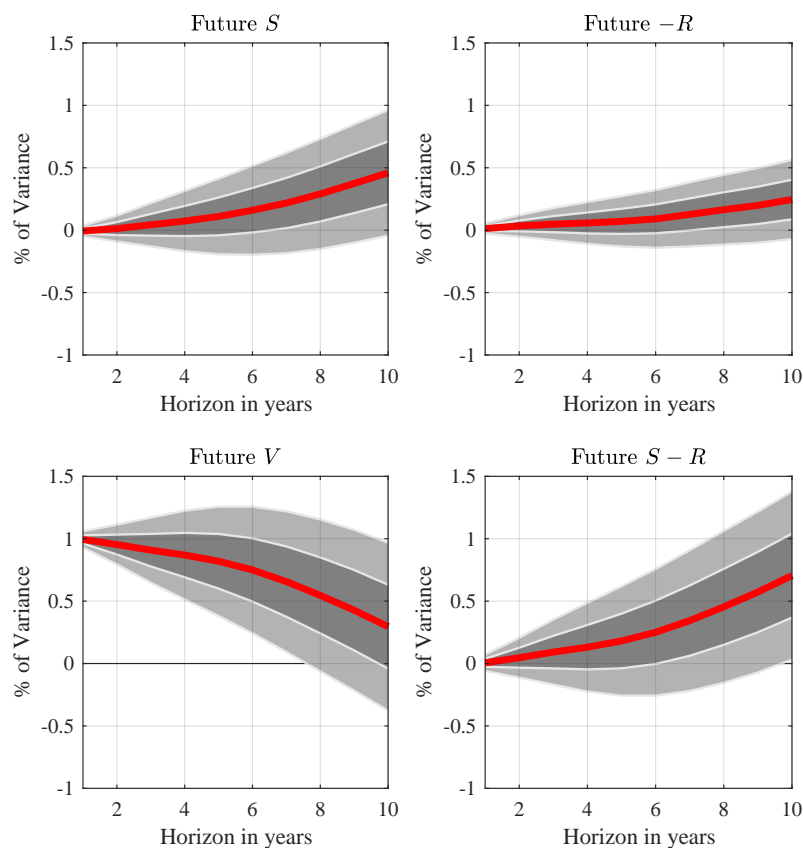 Future S
1.5
1
0.5
0
-0.5
-1
% of Variance
2 4 6 8 10
Horizon in years
Future −R
1.5
1
0.5
0
-0.5
-1
% of Variance
2 4 6 8 10
Horizon in years
Future V
1.5
1
0.5
0
-0.5
-1
% of Variance
2 4 6 8 10
Horizon in years
Future S − R
1.5
1
0.5
0
-0.5
-1
% of Variance
2 4 6 8 10
Horizon in years